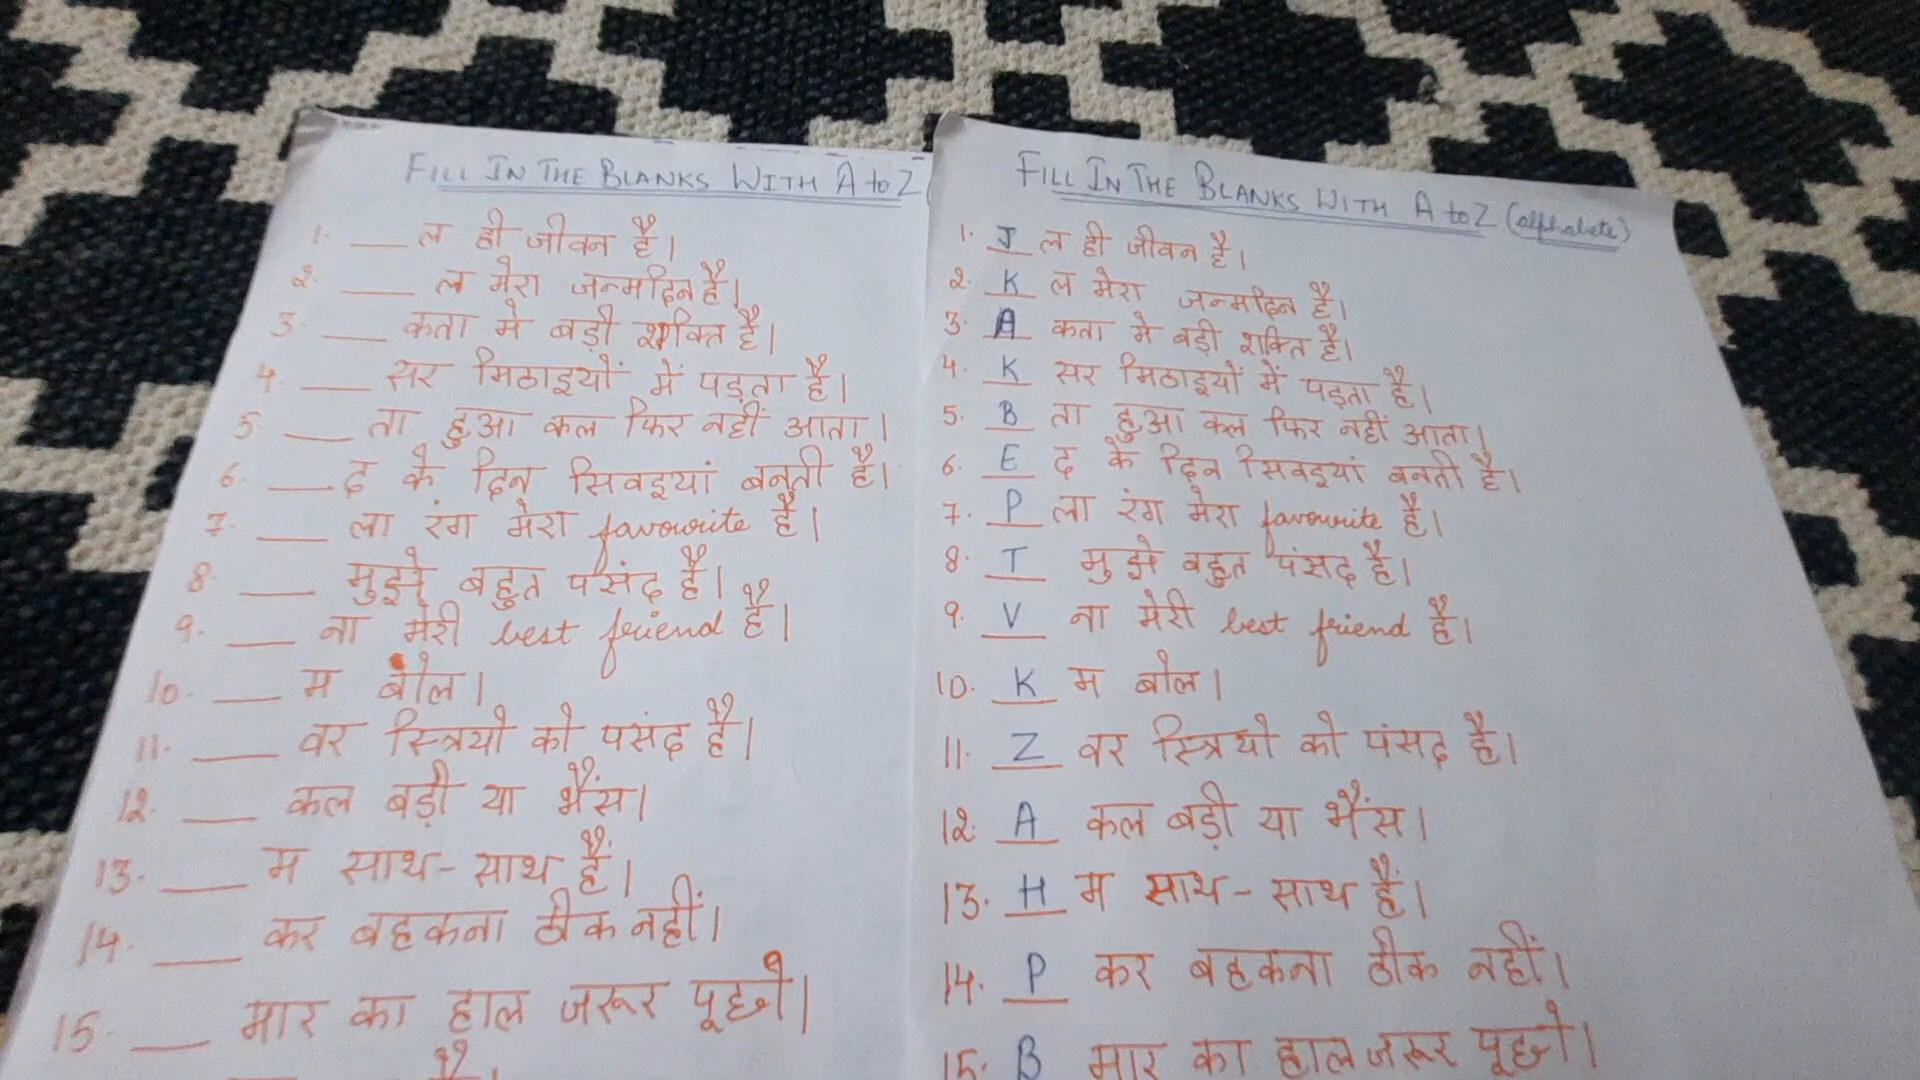 FILL IN THE BLANKS WITH A to Z (
1. ___ ल ही जीवन है।
2. ___ ल मेरा जन्मदिन है।
3. ___ कता मे बड़ी शक्ति है।
4. ___ सर मिठाइयों में पड़ता है।
5. ___ ता हुआ कल फिर नहीं आता।
6. ___ द के दिन सिवइयां बनती है।
7. ___ ला रंग मेरा favourite है।
8. ___ मुझे बहुत पसंद है।
9. ___ ना मेरी best friend है।
10. ___ म बोल।
11. ___ वर स्त्रियो को पसंद है।
12. ___ कल बड़ी या भैंस।
13. ___ म साथ-साथ हैं।
14. ___ कर बहकना ठीक नहीं।
15. ___ मार का हाल जरूर पूछो।
FILL IN THE BLANKS WITH A to Z (alphabete)
1. J ल ही जीवन है।
2. K ल मेरा जन्मदिन है।
3. A कता मे बड़ी शक्ति है।
4. K सर मिठाइयों में पड़ता है।
5. B ता हुआ कल फिर नहीं आता।
6. E द के दिन सिवइयां बनती है।
7. P ला रंग मेरा favourite है।
8. T मुझे बहुत पंसद है।
9. V ना मेरी best friend है।
10. K म बोल।
11. Z वर स्त्रियो को पंसद है।
12. A कल बड़ी या भैंस।
13. H म साथ-साथ हैं।
14. P कर बहकना ठीक नहीं।
15. B मार का हाल जरूर पूछो।